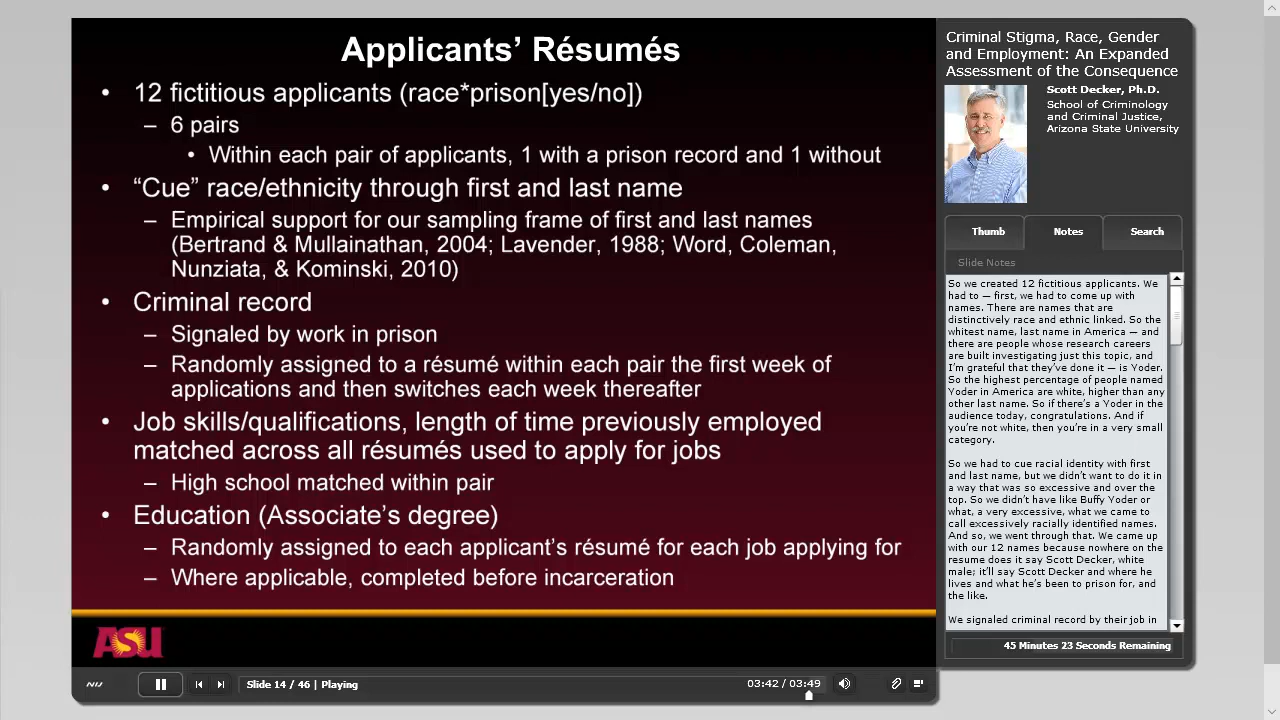 Applicants' Résumés
• 12 fictitious applicants (race*prison[yes/no])
– 6 pairs
• Within each pair of applicants, 1 with a prison record and 1 without
• “Cue” race/ethnicity through first and last name
– Empirical support for our sampling frame of first and last names
(Bertrand & Mullainathan, 2004; Lavender, 1988; Word, Coleman,
Nunziata, & Kominski, 2010)
• Criminal record
– Signaled by work in prison
– Randomly assigned to a résumé within each pair the first week of
applications and then switches each week thereafter
• Job skills/qualifications, length of time previously employed
matched across all résumés used to apply for jobs
– High school matched within pair
• Education (Associate's degree)
– Randomly assigned to each applicant's résumé for each job applying for
– Where applicable, completed before incarceration
ASU
Slide 14 / 46 | Playing
03:42 / 03:49
Criminal Stigma, Race, Gender
and Employment: An Expanded
Assessment of the Consequence
Scott Decker, Ph.D.
School of Criminology
and Criminal Justice,
Arizona State University
Thumb
Notes
Search
Slide Notes
So we created 12 fictitious applicants. We
had to — first, we had to come up with
names. There are names that are
distinctively race and ethnic linked. So the
whitest name, last name in America — and
there are people whose research careers
are built investigating just this topic, and
I'm grateful that they've done it — is Yoder.
So the highest percentage of people named
Yoder in America are white, higher than any
other last name. So if there's a Yoder in the
audience today, congratulations. And if
you're not white, then you're in a very small
category.
So we had to cue racial identity with first
and last name, but we didn't want to do it in
a way that was so excessive and over the
top. So we didn't have like Buffy Yoder or
what, a very excessive, what we came to
call excessively racially identified names.
And so, we went through that. We came up
with our 12 names because nowhere on the
resume does it say Scott Decker, white
male; it'll say Scott Decker and where he
lives and what he's been to prison for, and
the like.
We signaled criminal record by their job in
45 Minutes 23 Seconds Remaining